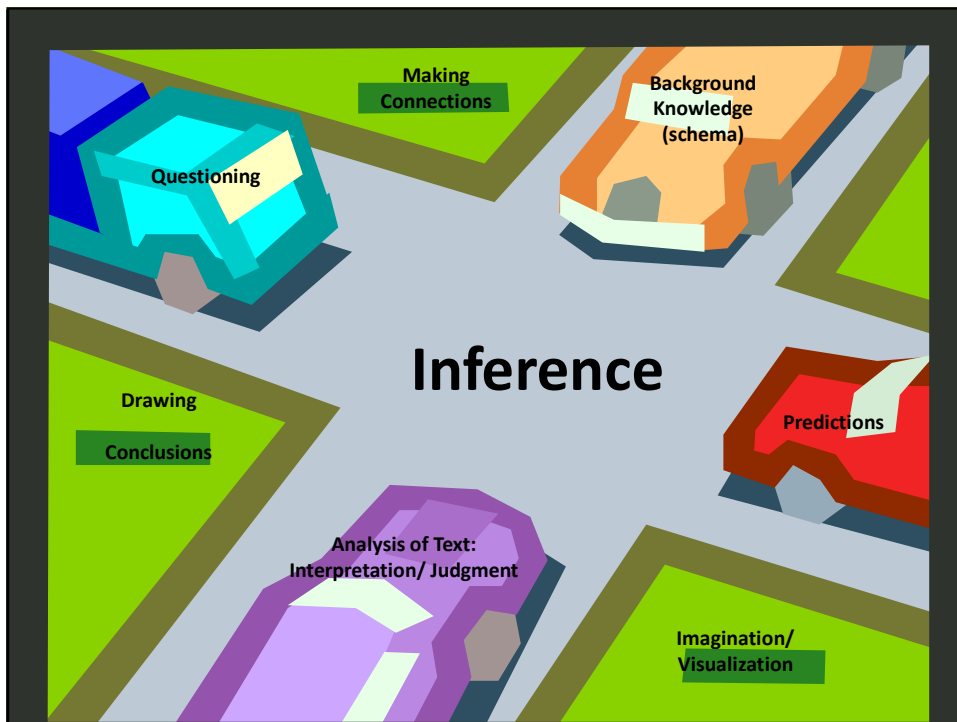 Making
Connections
Background
Knowledge
(schema)
Questioning
Inference
Drawing
Conclusions
Predictions
Analysis of Text:
Interpretation/ Judgment
Imagination/
Visualization